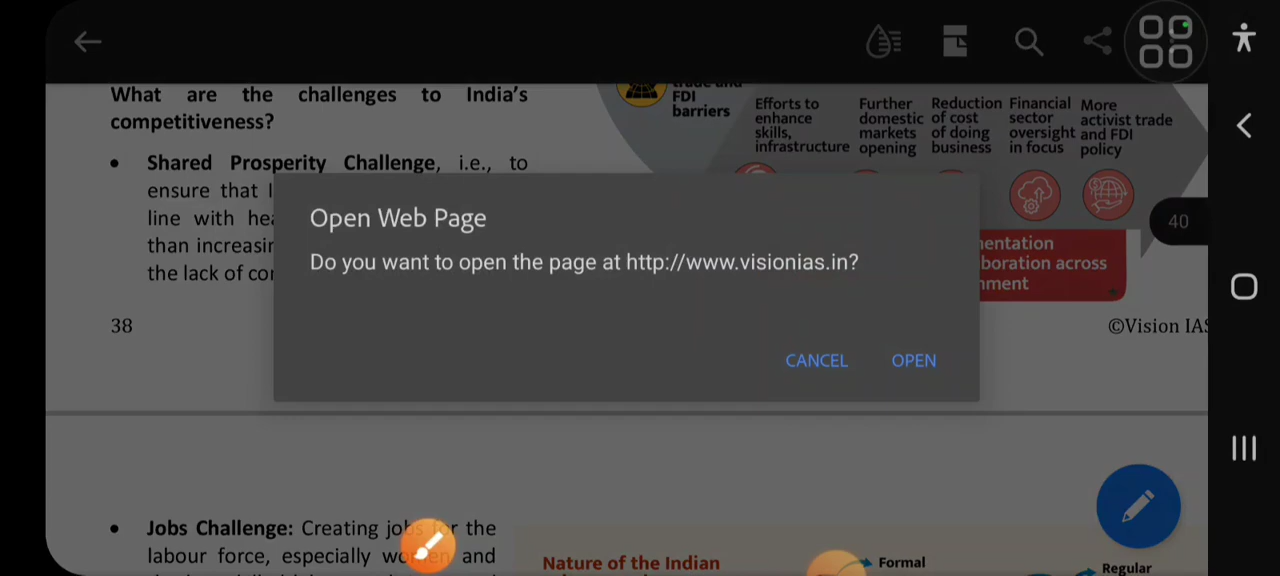 What are the challenges to India's
competitiveness?
• Shared Prosperity Challenge, i.e., to
ensure that
line with
than
the lack of
38
FDI
barriers
Efforts to
enhance
skills,
infrastructure
Further
domestic
markets
opening
Reduction
of cost
of doing
business
Financial
sector
oversight
in focus
More
activist trade
and FDI
policy
40
across
©Vision IAS
Open Web Page
Do you want to open the page at http://www.visionias.in?
CANCEL
OPEN
• Jobs Challenge: Creating jobs for the
labour force, especially women and
Nature of the Indian
Formal
Regular